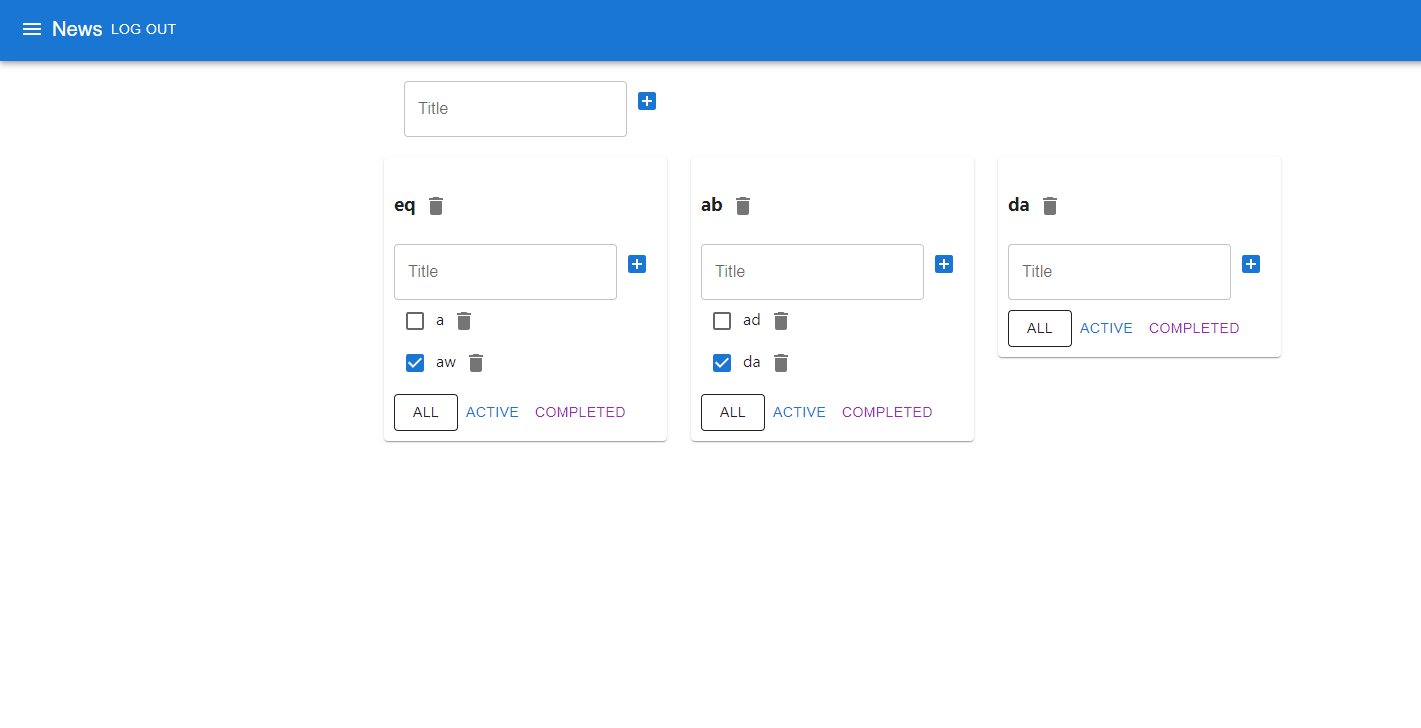 News LOG OUT
Title
eq
Title
a
aw
ALL ACTIVE COMPLETED
ab
Title
ad
da
ALL ACTIVE COMPLETED
da
Title
ALL ACTIVE COMPLETED